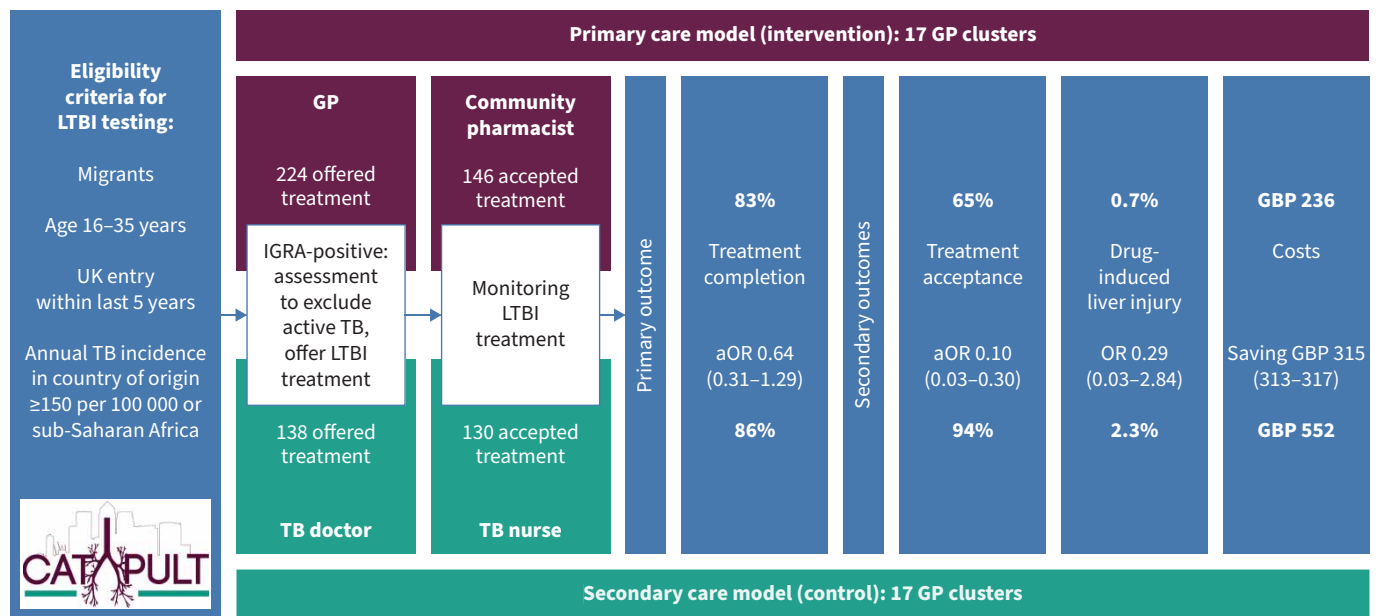 Primary care model (intervention): 17 GP clusters
Eligibility
criteria for
LTBI testing:
Migrants
Age 16–35 years
UK entry
within last 5 years
Annual TB incidence
in country of origin
≥150 per 100 000 or
sub-Saharan Africa
CATAPULT
GP
224 offered
treatment
IGRA-positive:
assessment
to exclude
active TB,
offer LTBI
treatment
138 offered
treatment
TB doctor
Community
pharmacist
146 accepted
treatment
Monitoring
LTBI
treatment
130 accepted
treatment
TB nurse
Primary outcome
83%
Treatment
completion
aOR 0.64
(0.31–1.29)
86%
Secondary outcomes
65%
Treatment
acceptance
aOR 0.10
(0.03–0.30)
94%
0.7%
Drug-
induced
liver injury
OR 0.29
(0.03–2.84)
2.3%
GBP 236
Costs
Saving GBP 315
(313–317)
GBP 552
Secondary care model (control): 17 GP clusters